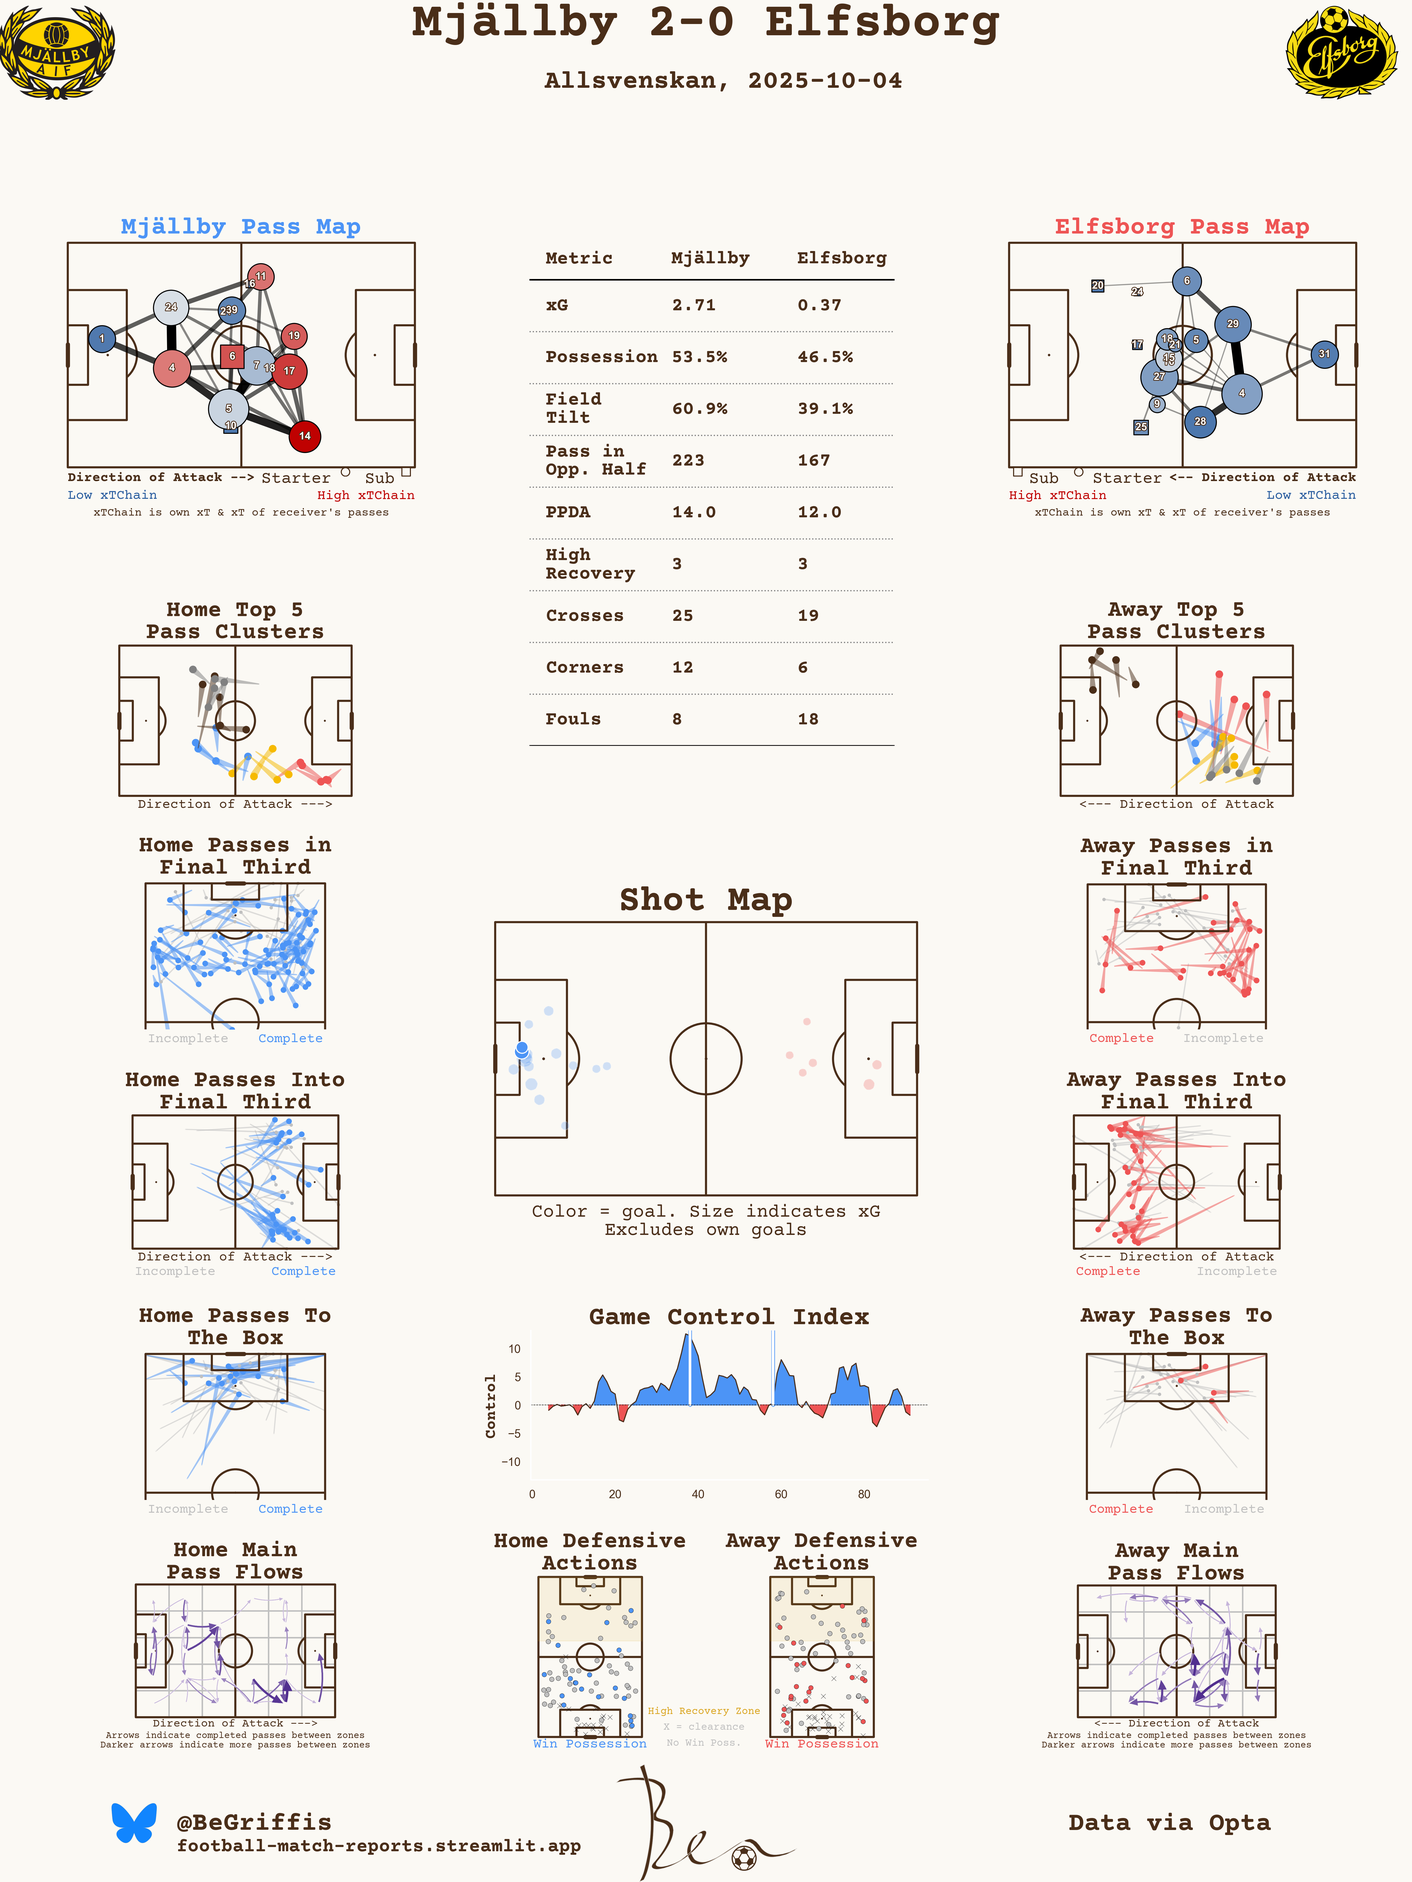 Mjällby 2-0 Elfsborg
Allsvenskan, 2025-10-04
MJÄLLBY
AIF
Elfsborg
Mjällby Pass Map
1
24
4
11
16
39
6
7
18
19
17
5
10
14
Direction of Attack --> Starter Sub
Low xTChain High xTChain
xTChain is own xT & xT of receiver's passes
Metric Mjällby Elfsborg
xG 2.71 0.37
Possession 53.5% 46.5%
Field
Tilt 60.9% 39.1%
Pass in
Opp. Half 223 167
PPDA 14.0 12.0
High
Recovery 3 3
Crosses 25 19
Corners 12 6
Fouls 8 18
Elfsborg Pass Map
20
24
6
29
17
18
21
5
15
31
27
9
4
25
28
Sub Starter <-- Direction of Attack
High xTChain Low xTChain
xTChain is own xT & xT of receiver's passes
Home Top 5
Pass Clusters
Direction of Attack --->
Away Top 5
Pass Clusters
<--- Direction of Attack
Home Passes in
Final Third
Incomplete Complete
Away Passes in
Final Third
Complete Incomplete
Shot Map
Color = goal. Size indicates xG
Excludes own goals
Home Passes Into
Final Third
Direction of Attack --->
Incomplete Complete
Away Passes Into
Final Third
<--- Direction of Attack
Complete Incomplete
Home Passes To
The Box
Incomplete Complete
Game Control Index
Control
10
5
0
−5
−10
0 20 40 60 80
Away Passes To
The Box
Complete Incomplete
Home Main
Pass Flows
Direction of Attack --->
Arrows indicate completed passes between zones
Darker arrows indicate more passes between zones
Home Defensive
Actions
Win Possession
High Recovery Zone
X = clearance
No Win Poss.
Away Defensive
Actions
Win Possession
Away Main
Pass Flows
<--- Direction of Attack
Arrows indicate completed passes between zones
Darker arrows indicate more passes between zones
@BeGriffis
football-match-reports.streamlit.app
Ben
Data via Opta